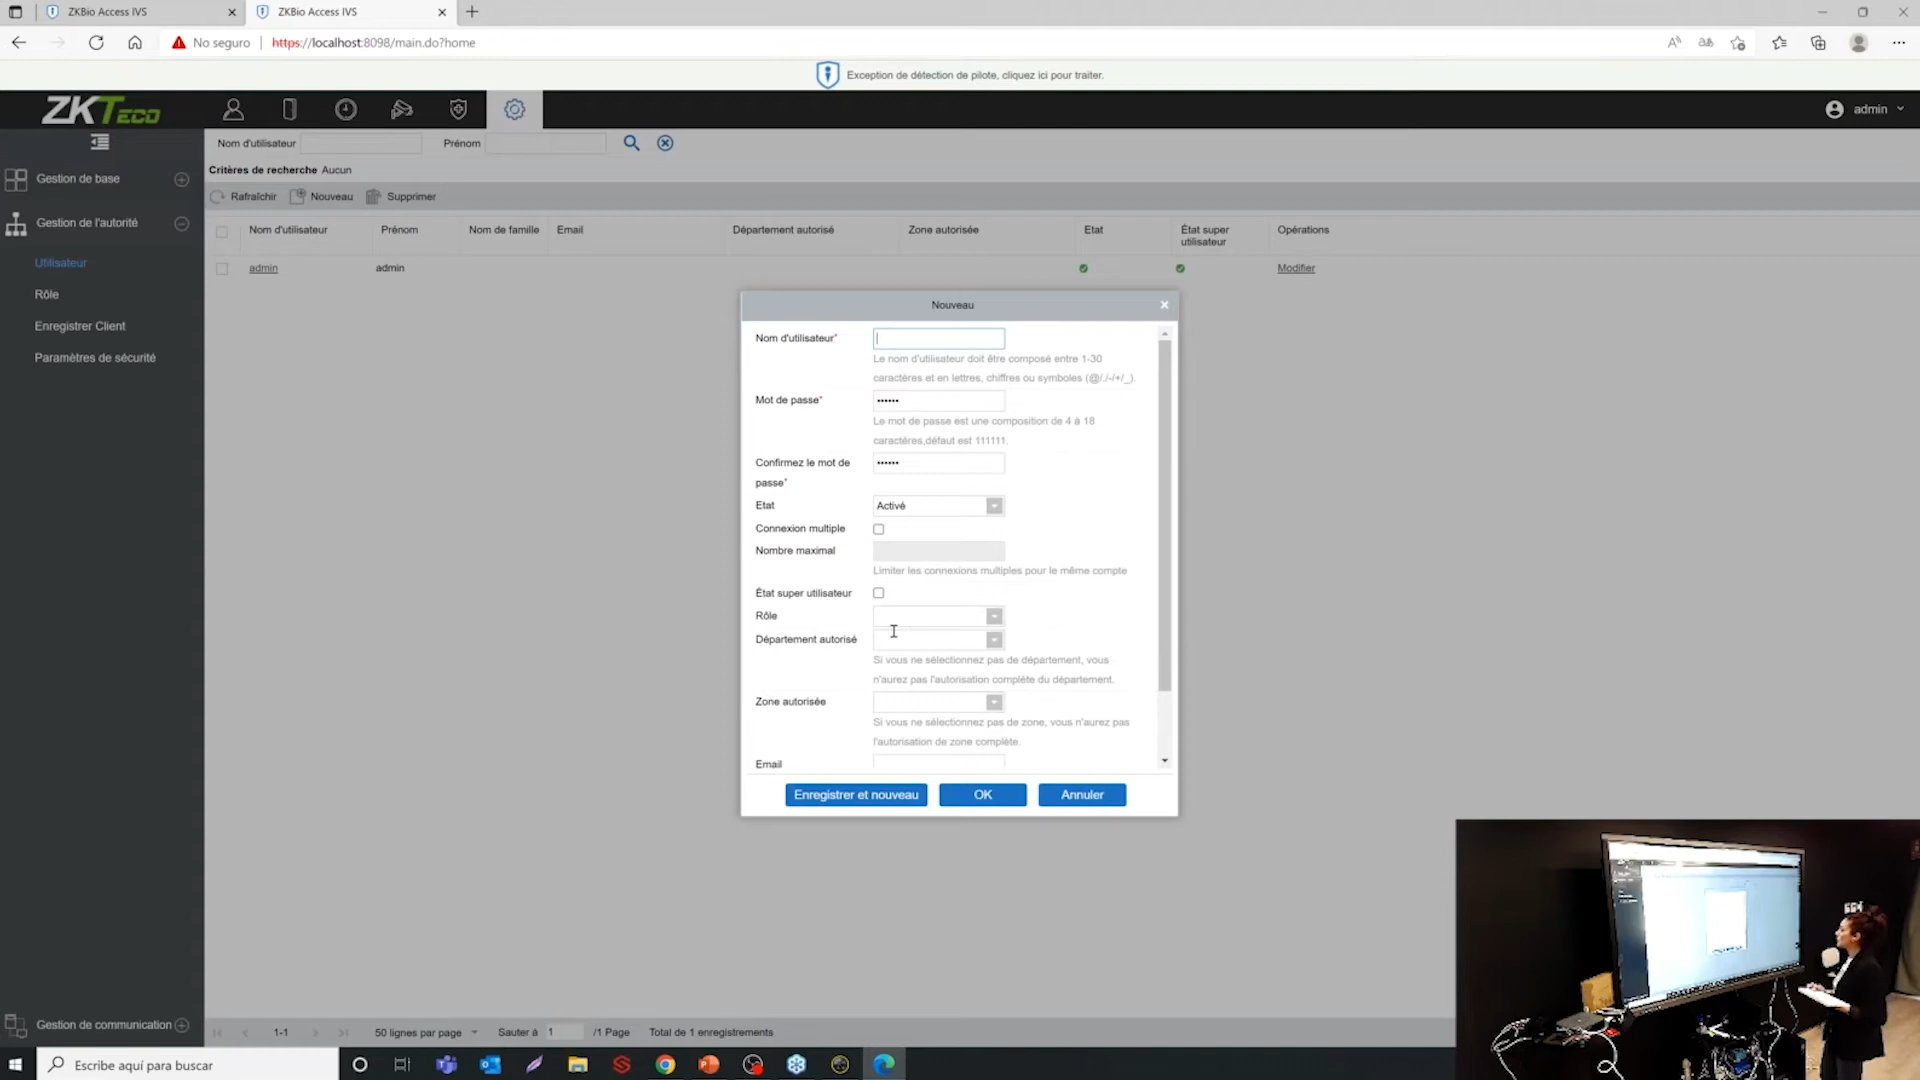 ZKBio Access IVS
ZKBio Access IVS
No seguro
https://localhost:8098/main.do?home
Exception de détection de pilote, cliquez ici pour traiter.
ZKTECO
admin
Nom d'utilisateur
Prénom
Critères de recherche Aucun
Gestion de base
Rafraîchir
Nouveau
Supprimer
Gestion de l'autorité
Nom d'utilisateur
Prénom
Nom de famille
Email
Département autorisé
Zone autorisée
Etat
État super
utilisateur
Opérations
Utilisateur
admin
admin
Modifier
Rôle
Enregistrer Client
Paramètres de sécurité
Nouveau
Nom d'utilisateur*
Le nom d'utilisateur doit être composé entre 1-30
caractères et en lettres, chiffres ou symboles (@/./-/+/_).
Mot de passe*
••••••
Le mot de passe est une composition de 4 à 18
caractères,défaut est 111111.
Confirmez le mot de
passe*
••••••
Etat
Activé
Connexion multiple
Nombre maximal
Limiter les connexions multiples pour le même compte
État super utilisateur
Rôle
Département autorisé
Si vous ne sélectionnez pas de département, vous
n'aurez pas l'autorisation complète du département.
Zone autorisée
Si vous ne sélectionnez pas de zone, vous n'aurez pas
l'autorisation de zone complète.
Email
Enregistrer et nouveau
OK
Annuler
Gestion de communication
1-1
50 lignes par page
Sauter à
1
/1 Page
Total de 1 enregistrements
Escribe aquí para buscar